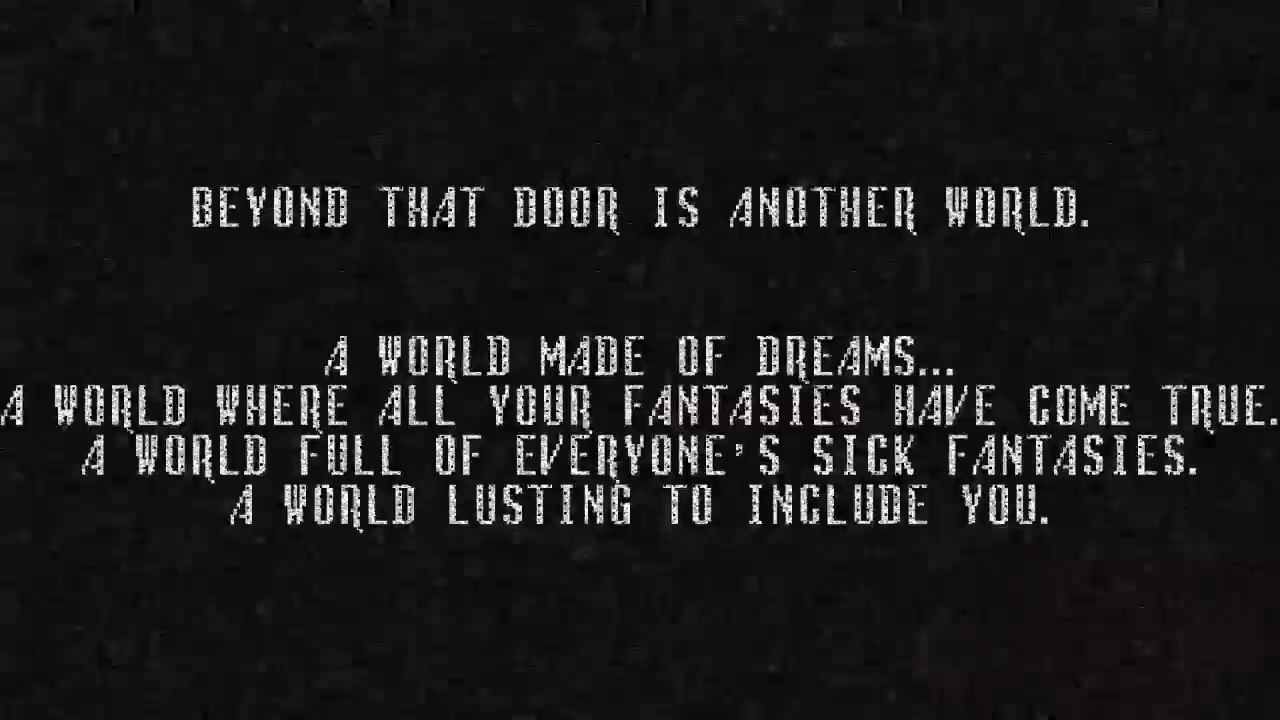 BEYOND THAT DOOR IS ANOTHER WORLD.
A WORLD MADE OF DREAMS...
A WORLD WHERE ALL YOUR FANTASIES HAVE COME TRUE.
A WORLD FULL OF EVERYONE'S SICK FANTASIES.
A WORLD LUSTING TO INCLUDE YOU.